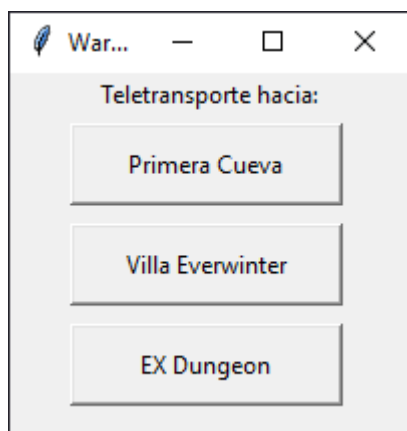 War...
Teletransporte hacia:
Primera Cueva
Villa Everwinter
EX Dungeon